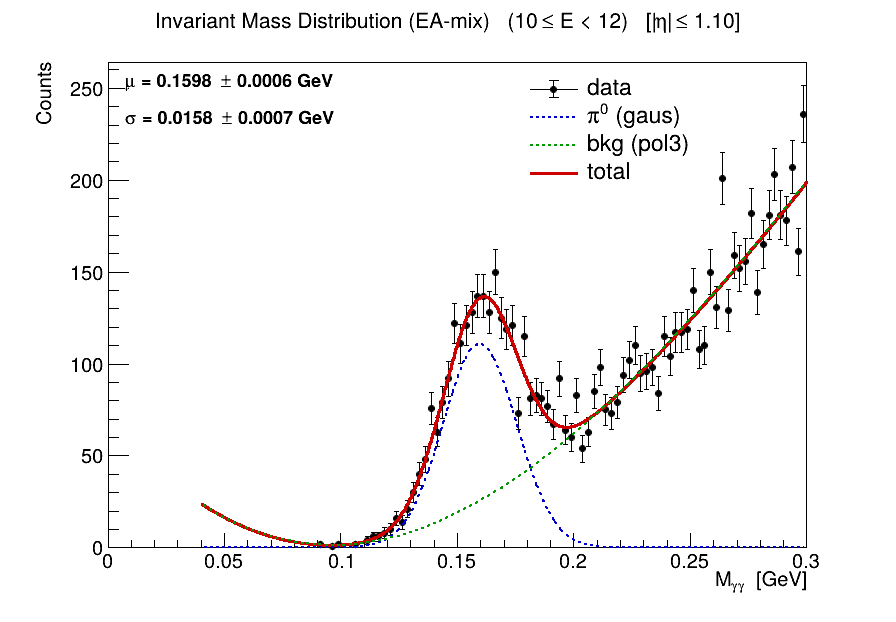 Invariant Mass Distribution (EA-mix) (10 ≤ E < 12) [|η| ≤ 1.10]
Counts
μ = 0.1598 ± 0.0006 GeV
σ = 0.0158 ± 0.0007 GeV
data
π⁰ (gaus)
bkg (pol3)
total
250
200
150
100
50
0
0 0.05 0.1 0.15 0.2 0.25 0.3
M_γγ [GeV]